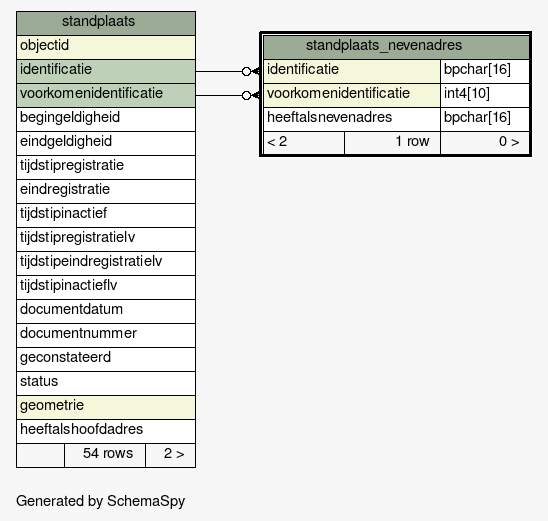 standplaats
objectid
identificatie
voorkomenidentificatie
begingeldigheid
eindgeldigheid
tijdstipregistratie
eindregistratie
tijdstipinactief
tijdstipregistratielv
tijdstipeindregistratielv
tijdstipinactieflv
documentdatum
documentnummer
geconstateerd
status
geometrie
heeftalshoofdadres
54 rows 2 >
standplaats_nevenadres
identificatie bpchar[16]
voorkomenidentificatie int4[10]
heeftalsnevenadres bpchar[16]
< 2 1 row 0 >
Generated by SchemaSpy